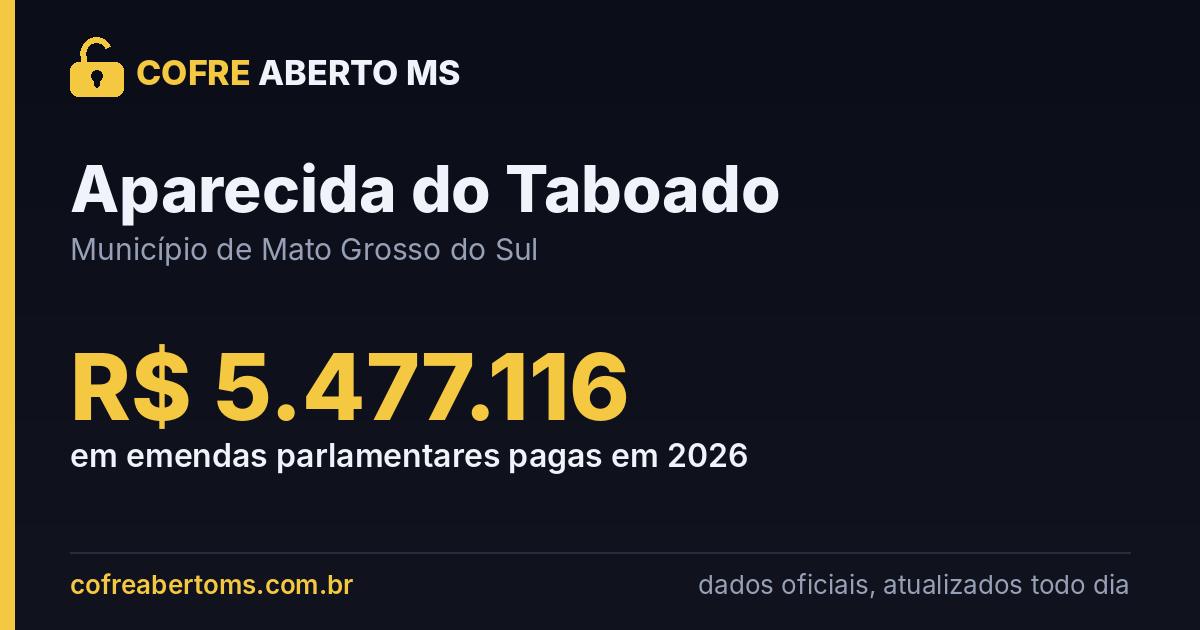 COFRE ABERTO MS
Aparecida do Taboado
Município de Mato Grosso do Sul
R$ 5.477.116
em emendas parlamentares pagas em 2026
cofreabertoms.com.br
dados oficiais, atualizados todo dia